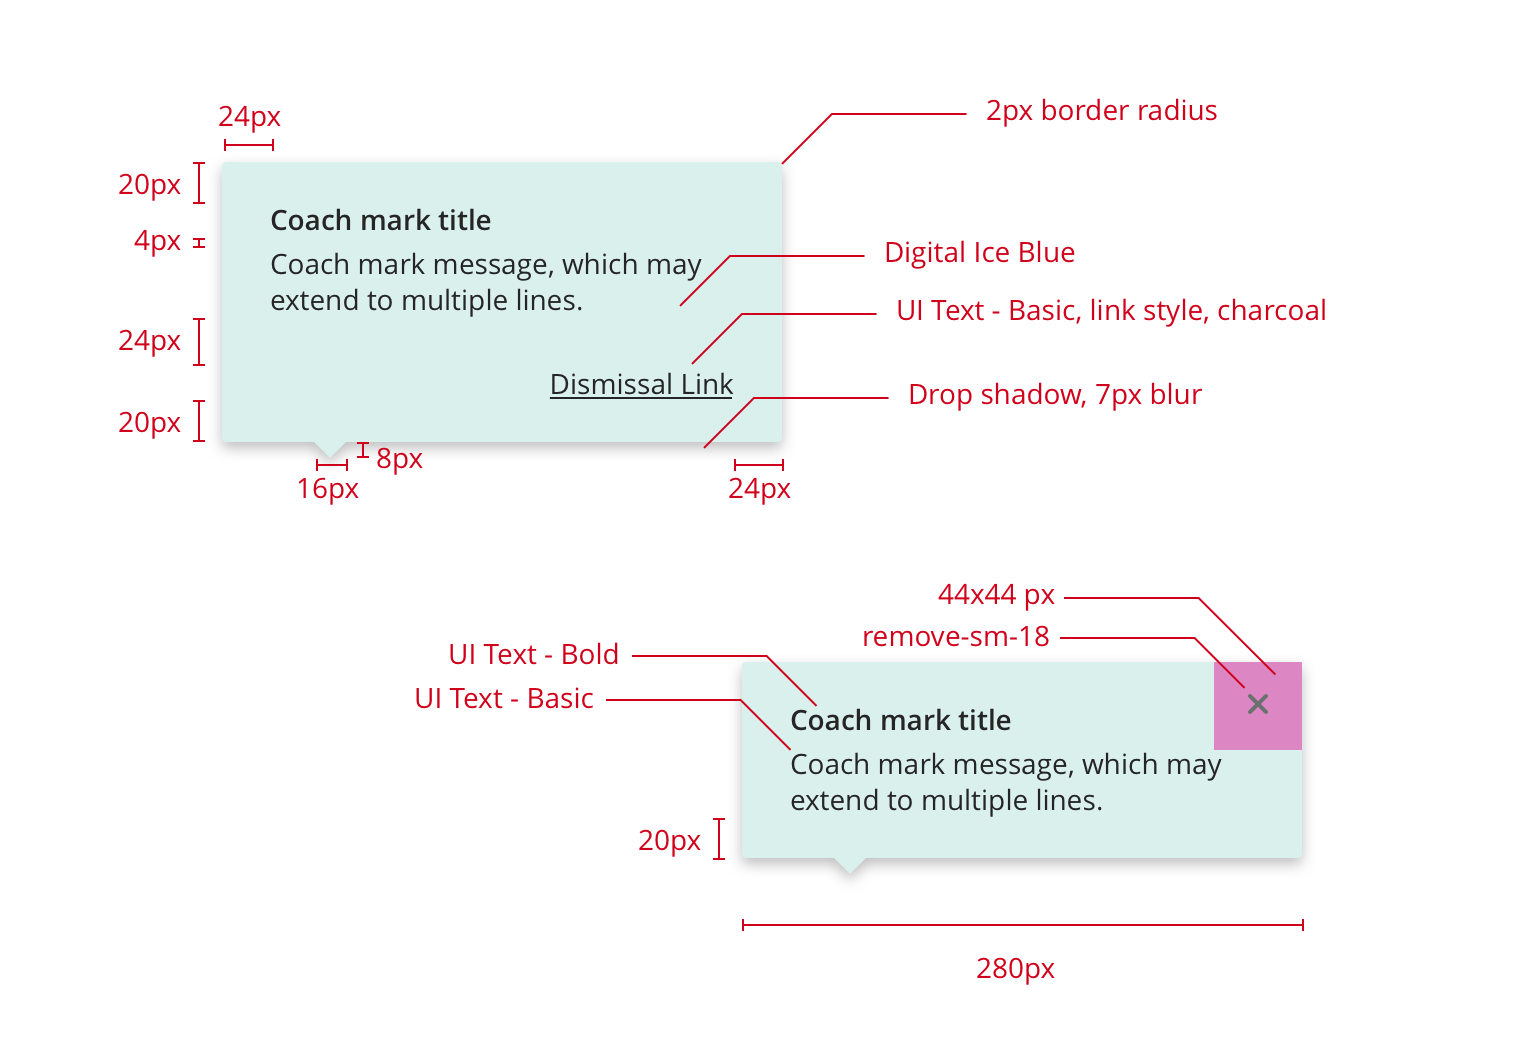 24px
2px border radius
20px
Coach mark title
4px
Coach mark message, which may
extend to multiple lines.
Digital Ice Blue
UI Text - Basic, link style, charcoal
24px
Dismissal Link
Drop shadow, 7px blur
20px
8px
16px
24px
44x44 px
remove-sm-18
UI Text - Bold
UI Text - Basic
Coach mark title
Coach mark message, which may
extend to multiple lines.
20px
280px